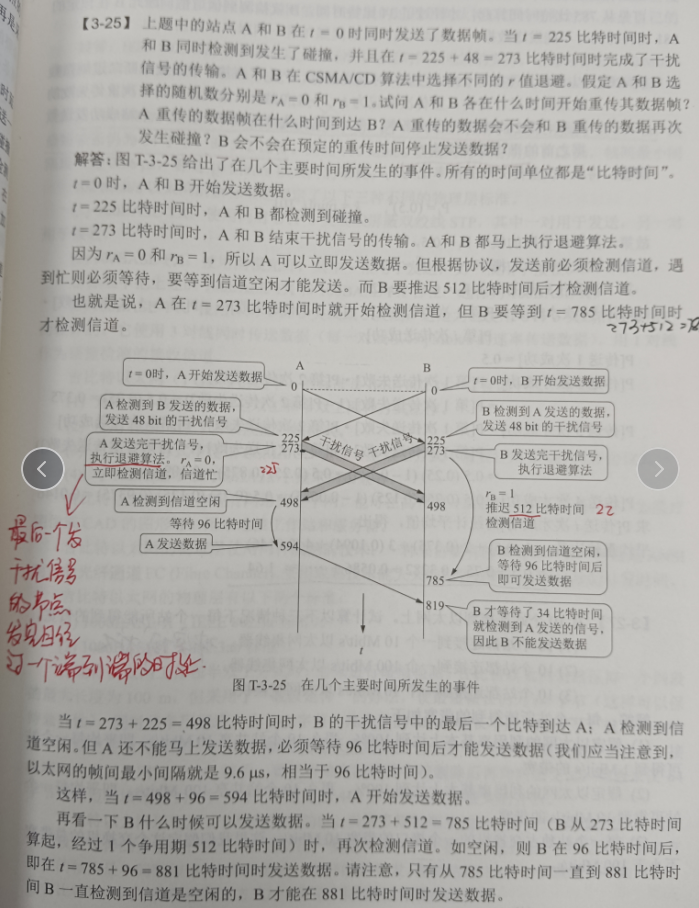 【3-25】 上题中的站点 A 和 B 在 t = 0 时同时发送了数据帧。当 t = 225 比特时间时，A
和 B 同时检测到发生了碰撞，并且在 t = 225 + 48 = 273 比特时间时完成了干扰
信号的传输。A 和 B 在 CSMA/CD 算法中选择不同的 r 值退避。假定 A 和 B 选
择的随机数分别是 rA = 0 和 rB = 1。试问 A 和 B 各在什么时间开始重传其数据帧？
A 重传的数据帧在什么时间到达 B？A 重传的数据会不会和 B 重传的数据再次
发生碰撞？B 会不会在预定的重传时间停止发送数据？
解答：图 T-3-25 给出了在几个主要时间所发生的事件。所有的时间单位都是“比特时间”。
t = 0 时，A 和 B 开始发送数据。
t = 225 比特时间时，A 和 B 都检测到碰撞。
t = 273 比特时间时，A 和 B 结束干扰信号的传输。A 和 B 都马上执行退避算法。
因为 rA = 0 和 rB = 1，所以 A 可以立即发送数据。但根据协议，发送前必须检测信道，遇
到忙则必须等待，要等到信道空闲才能发送。而 B 要推迟 512 比特时间后才检测信道。
也就是说，A 在 t = 273 比特时间时就开始检测信道，但 B 要等到 t = 785 比特时间时
才检测信道。
273+512
A
B
t = 0时，A 开始发送数据
0
0
t = 0时，B 开始发送数据
A 检测到 B 发送的数据，
发送 48 bit 的干扰信号
B 检测到 A 发送的数据，
发送 48 bit 的干扰信号
225
273
干扰信号
干扰信号
225
273
A 发送完干扰信号，
执行退避算法。rA = 0，
立即检测信道，信道忙
225
B 发送完干扰信号，
执行退避算法
A 检测到信道空闲
498
498
rB = 1
推迟 512 比特时间
检测信道
22
等待 96 比特时间
A 发送数据
594
B 检测到信道空闲，
等待 96 比特时间后
即可发送数据
785
819
B 才等待了 34 比特时间
就检测到 A 发送的信号，
因此 B 不能发送数据
t
最后一个发
干扰信号
的节点
一个端到端的时延.
图 T-3-25 在几个主要时间所发生的事件
当 t = 273 + 225 = 498 比特时间时，B 的干扰信号中的最后一个比特到达 A；A 检测到信
道空闲。但 A 还不能马上发送数据，必须等待 96 比特时间后才能发送数据（我们应当注意到，
以太网的帧间最小间隔就是 9.6 μs，相当于 96 比特时间）。
这样，当 t = 498 + 96 = 594 比特时间时，A 开始发送数据。
再看一下 B 什么时候可以发送数据。当 t = 273 + 512 = 785 比特时间（B 从 273 比特时间
算起，经过 1 个争用期 512 比特时间）时，再次检测信道。如空闲，则 B 在 96 比特时间后，
即在 t = 785 + 96 = 881 比特时间时发送数据。请注意，只有从 785 比特时间一直到 881 比特时
间 B 一直检测到信道是空闲的，B 才能在 881 比特时间时发送数据。